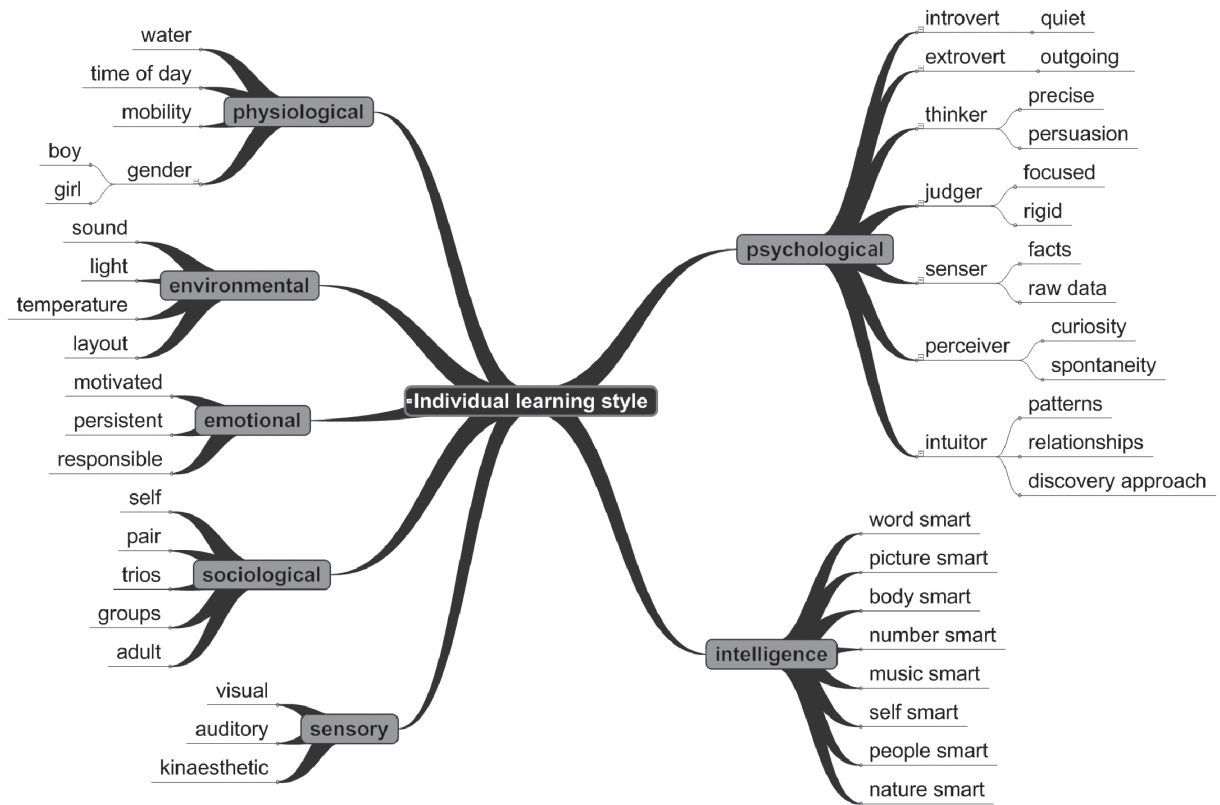 Individual learning style
physiological
water
time of day
mobility
gender
boy
girl
environmental
sound
light
temperature
layout
emotional
motivated
persistent
responsible
sociological
self
pair
trios
groups
adult
sensory
visual
auditory
kinaesthetic
psychological
introvert
quiet
extrovert
outgoing
thinker
precise
persuasion
judger
focused
rigid
senser
facts
raw data
perceiver
curiosity
spontaneity
intuitor
patterns
relationships
discovery approach
intelligence
word smart
picture smart
body smart
number smart
music smart
self smart
people smart
nature smart